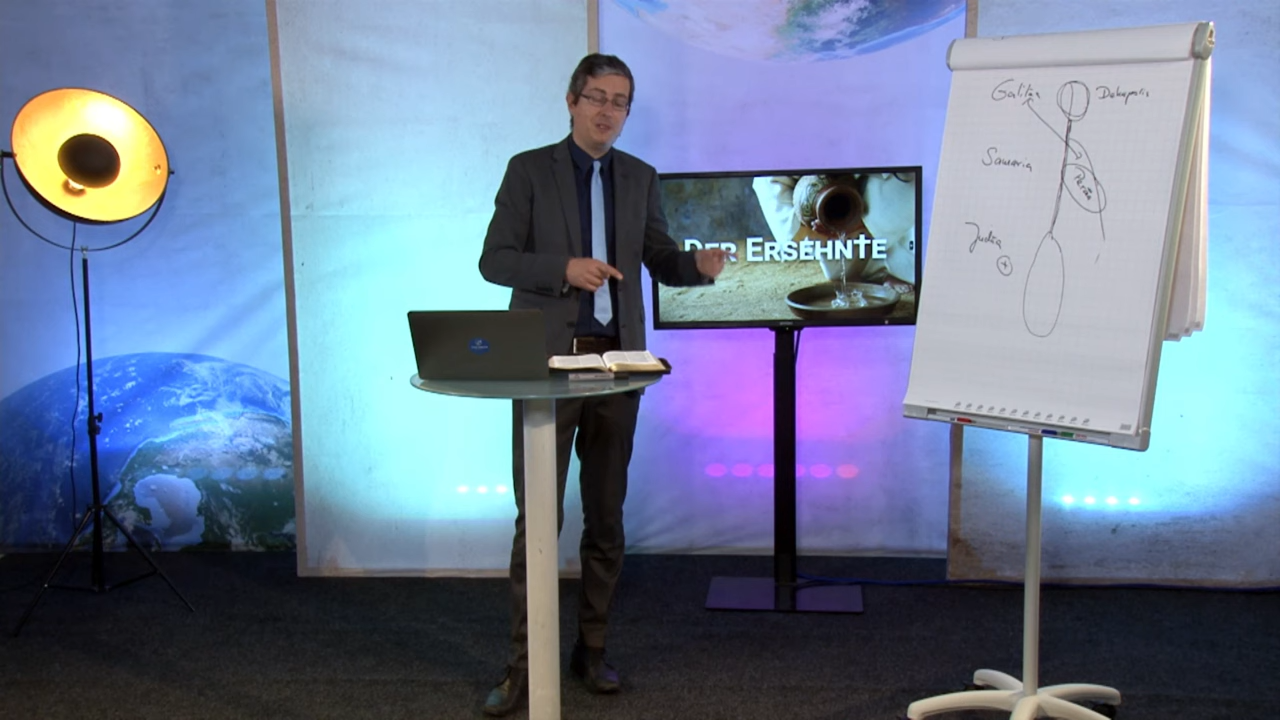 DER ERSEHNTE
Galiläa
Dekapolis
Samaria
Peräa
Judäa